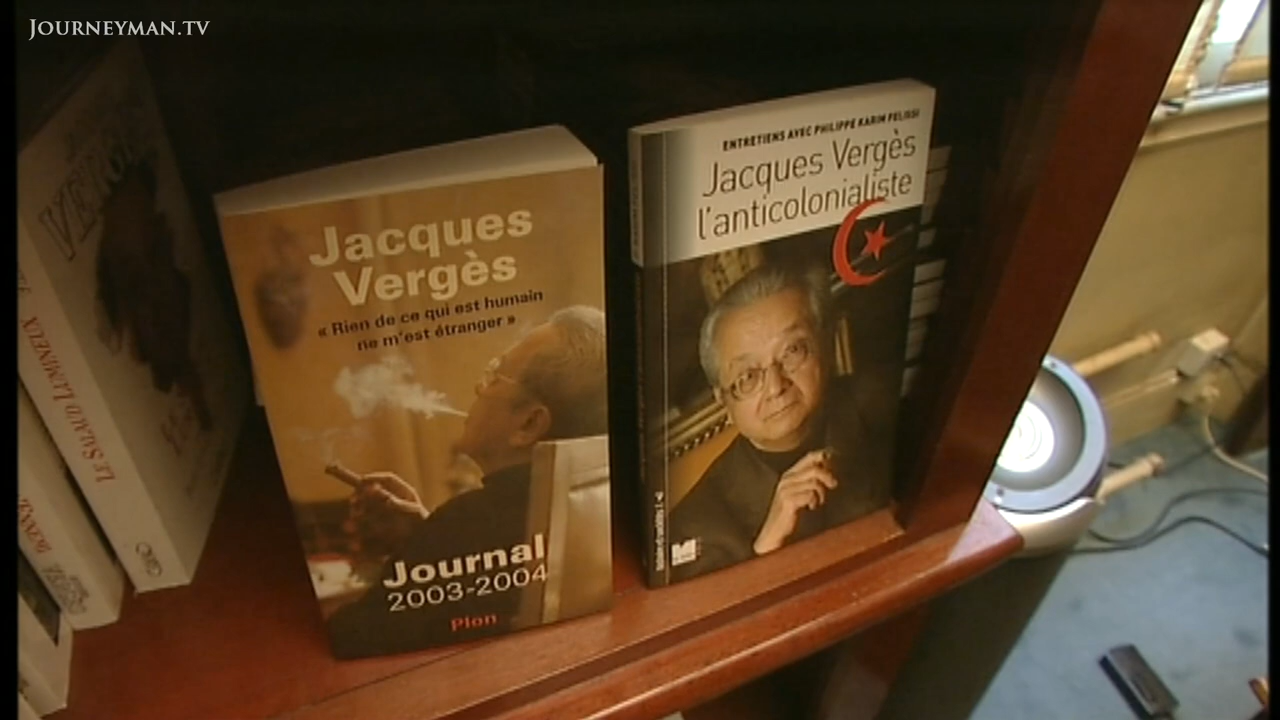 JOURNEYMAN.TV
VERGÈS
LE SALAUD LUMINEUX
Jacques
Vergès
« Rien de ce qui est humain
ne m'est étranger »
Journal
2003-2004
Plon
ENTRETIENS AVEC PHILIPPE KARIM FELISSI
Jacques Vergès
l'anticolonialiste